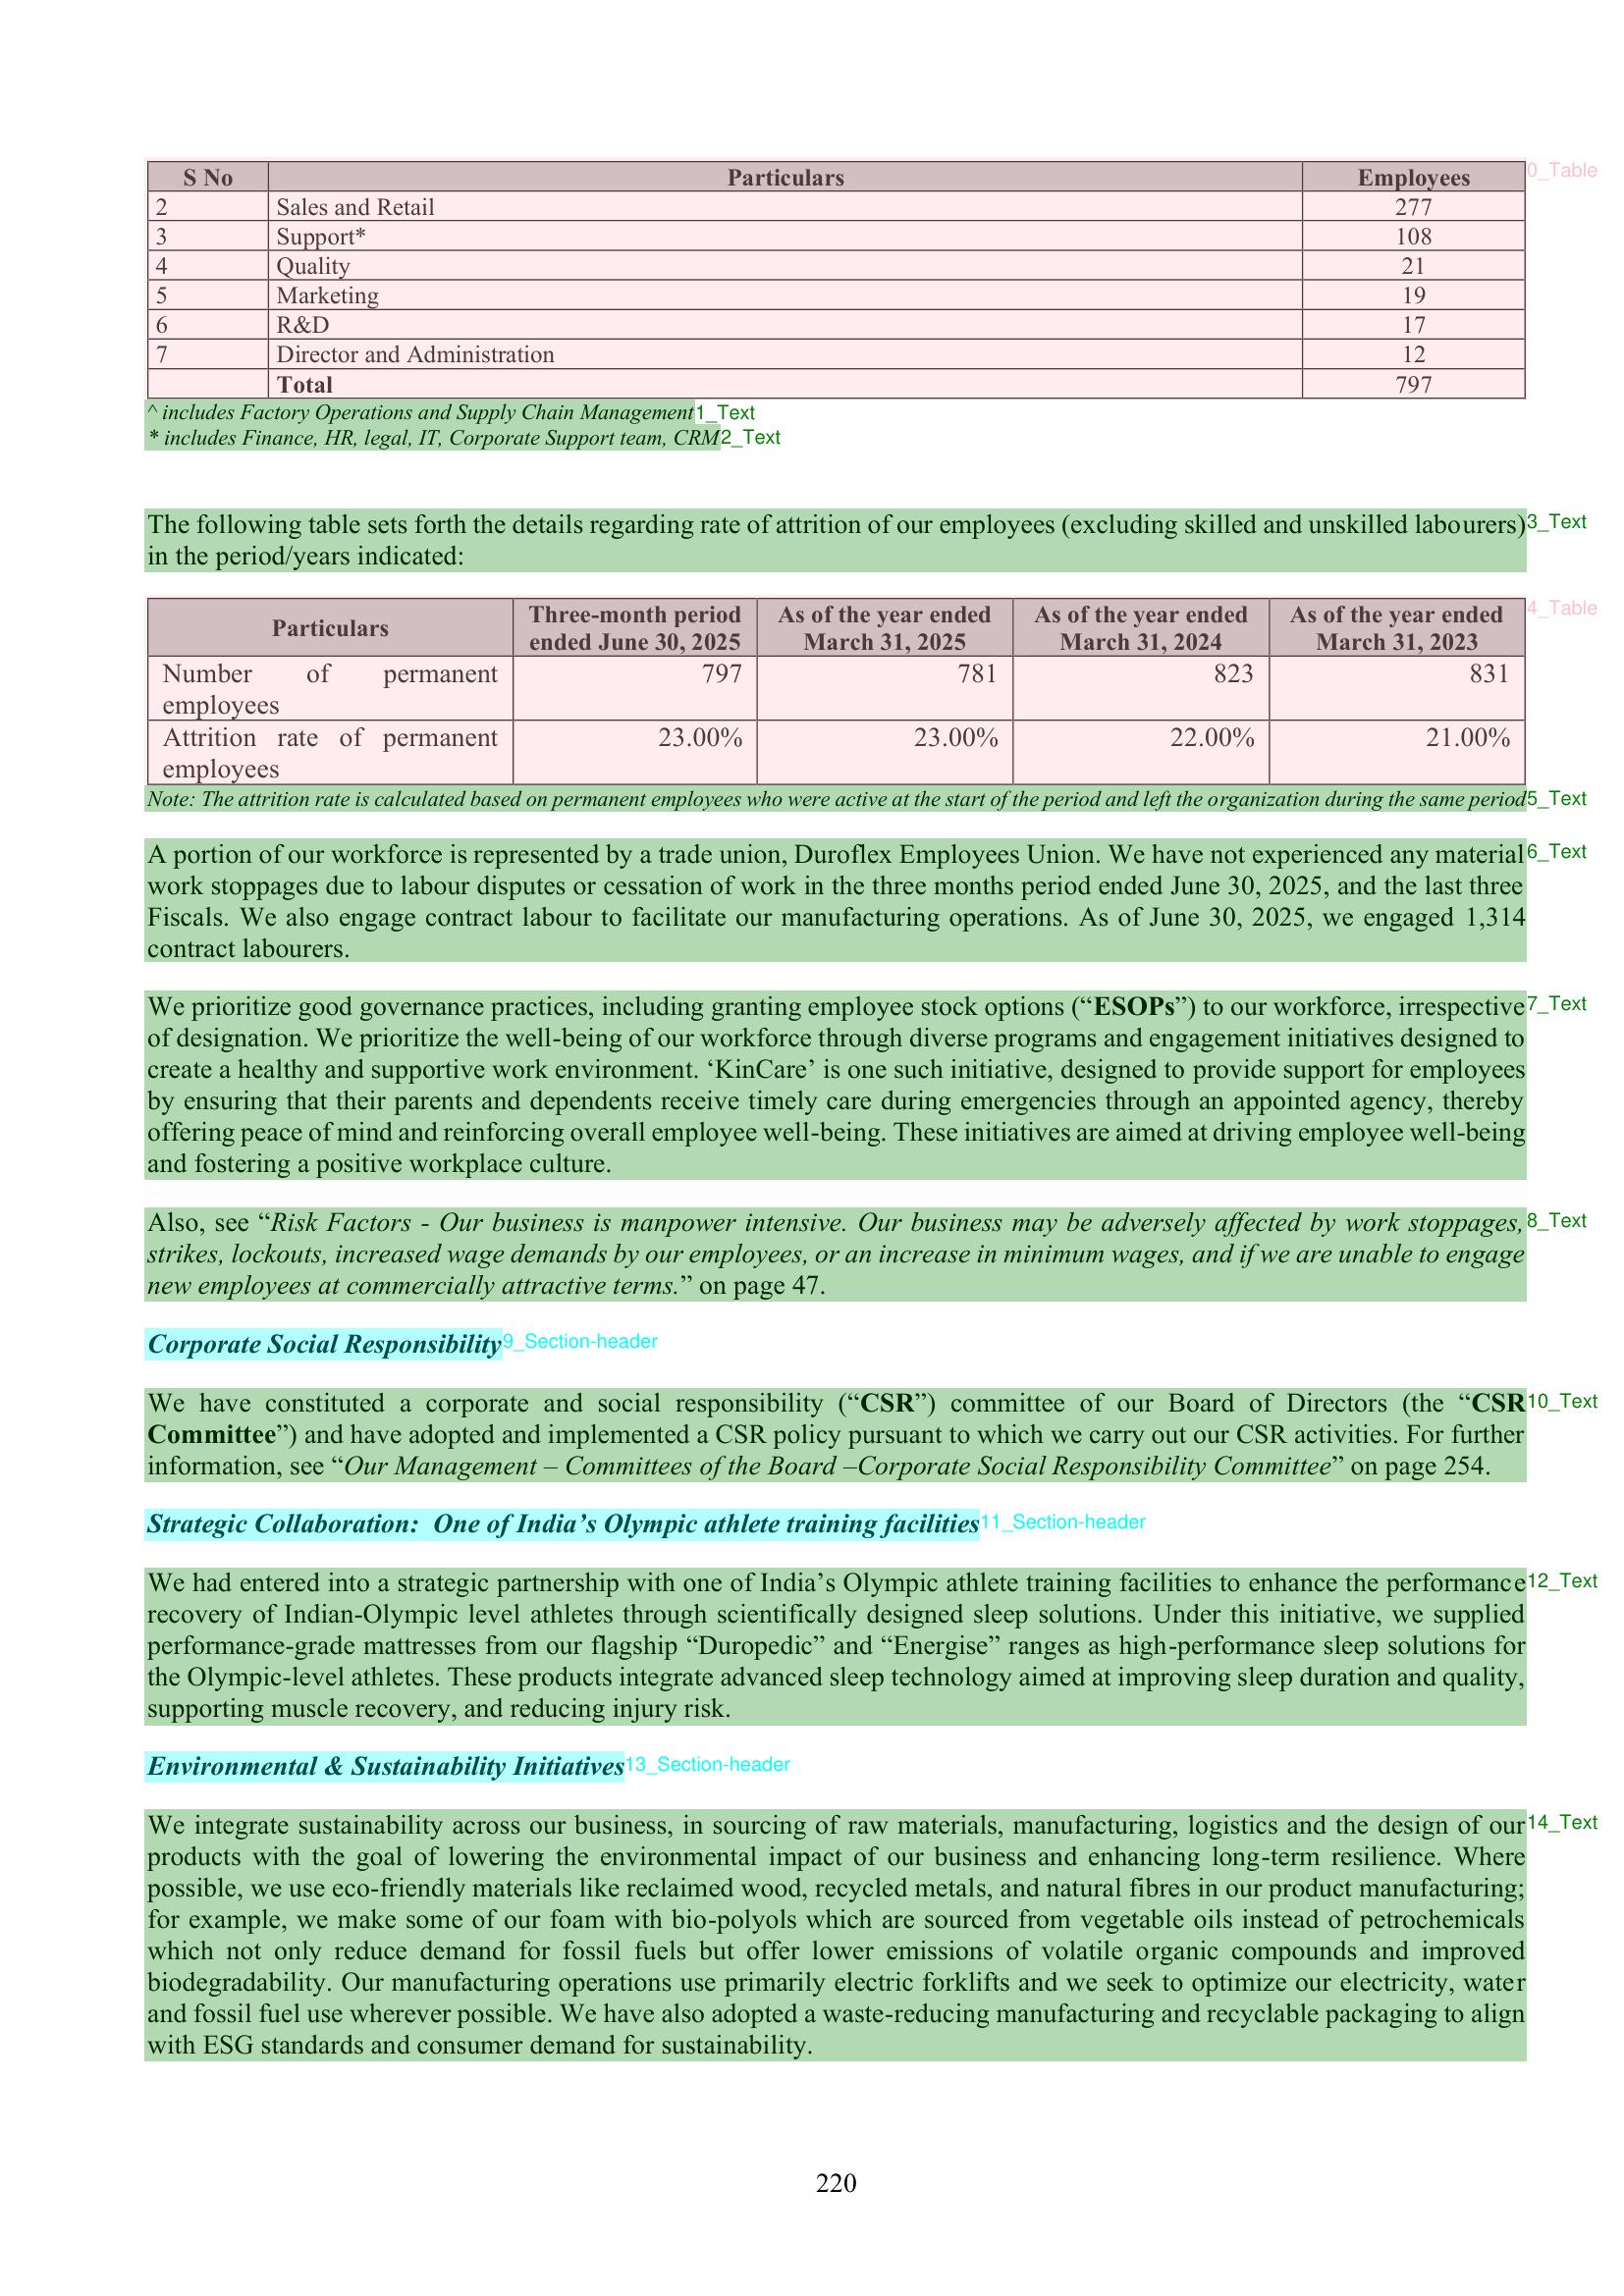 S No Particulars Employees 0_Table
2 Sales and Retail 277
3 Support* 108
4 Quality 21
5 Marketing 19
6 R&D 17
7 Director and Administration 12
Total 797
^ includes Factory Operations and Supply Chain Management 1_Text
* includes Finance, HR, legal, IT, Corporate Support team, CRM 2_Text
The following table sets forth the details regarding rate of attrition of our employees (excluding skilled and unskilled labourers) 3_Text
in the period/years indicated:
Particulars Three-month period ended June 30, 2025 As of the year ended March 31, 2025 As of the year ended March 31, 2024 As of the year ended March 31, 2023 4_Table
Number of permanent employees 797 781 823 831
Attrition rate of permanent employees 23.00% 23.00% 22.00% 21.00%
Note: The attrition rate is calculated based on permanent employees who were active at the start of the period and left the organization during the same period 5_Text
A portion of our workforce is represented by a trade union, Duroflex Employees Union. We have not experienced any material 6_Text
work stoppages due to labour disputes or cessation of work in the three months period ended June 30, 2025, and the last three
Fiscals. We also engage contract labour to facilitate our manufacturing operations. As of June 30, 2025, we engaged 1,314
contract labourers.
We prioritize good governance practices, including granting employee stock options (“ESOPs”) to our workforce, irrespective 7_Text
of designation. We prioritize the well-being of our workforce through diverse programs and engagement initiatives designed to
create a healthy and supportive work environment. ‘KinCare’ is one such initiative, designed to provide support for employees
by ensuring that their parents and dependents receive timely care during emergencies through an appointed agency, thereby
offering peace of mind and reinforcing overall employee well-being. These initiatives are aimed at driving employee well-being
and fostering a positive workplace culture.
Also, see “Risk Factors - Our business is manpower intensive. Our business may be adversely affected by work stoppages, 8_Text
strikes, lockouts, increased wage demands by our employees, or an increase in minimum wages, and if we are unable to engage
new employees at commercially attractive terms.” on page 47.
Corporate Social Responsibility 9_Section-header
We have constituted a corporate and social responsibility (“CSR”) committee of our Board of Directors (the “CSR 10_Text
Committee”) and have adopted and implemented a CSR policy pursuant to which we carry out our CSR activities. For further
information, see “Our Management – Committees of the Board –Corporate Social Responsibility Committee” on page 254.
Strategic Collaboration: One of India’s Olympic athlete training facilities 11_Section-header
We had entered into a strategic partnership with one of India’s Olympic athlete training facilities to enhance the performance 12_Text
recovery of Indian-Olympic level athletes through scientifically designed sleep solutions. Under this initiative, we supplied
performance-grade mattresses from our flagship “Duropedic” and “Energise” ranges as high-performance sleep solutions for
the Olympic-level athletes. These products integrate advanced sleep technology aimed at improving sleep duration and quality,
supporting muscle recovery, and reducing injury risk.
Environmental & Sustainability Initiatives 13_Section-header
We integrate sustainability across our business, in sourcing of raw materials, manufacturing, logistics and the design of our 14_Text
products with the goal of lowering the environmental impact of our business and enhancing long-term resilience. Where
possible, we use eco-friendly materials like reclaimed wood, recycled metals, and natural fibres in our product manufacturing;
for example, we make some of our foam with bio-polyols which are sourced from vegetable oils instead of petrochemicals
which not only reduce demand for fossil fuels but offer lower emissions of volatile organic compounds and improved
biodegradability. Our manufacturing operations use primarily electric forklifts and we seek to optimize our electricity, water
and fossil fuel use wherever possible. We have also adopted a waste-reducing manufacturing and recyclable packaging to align
with ESG standards and consumer demand for sustainability.
220